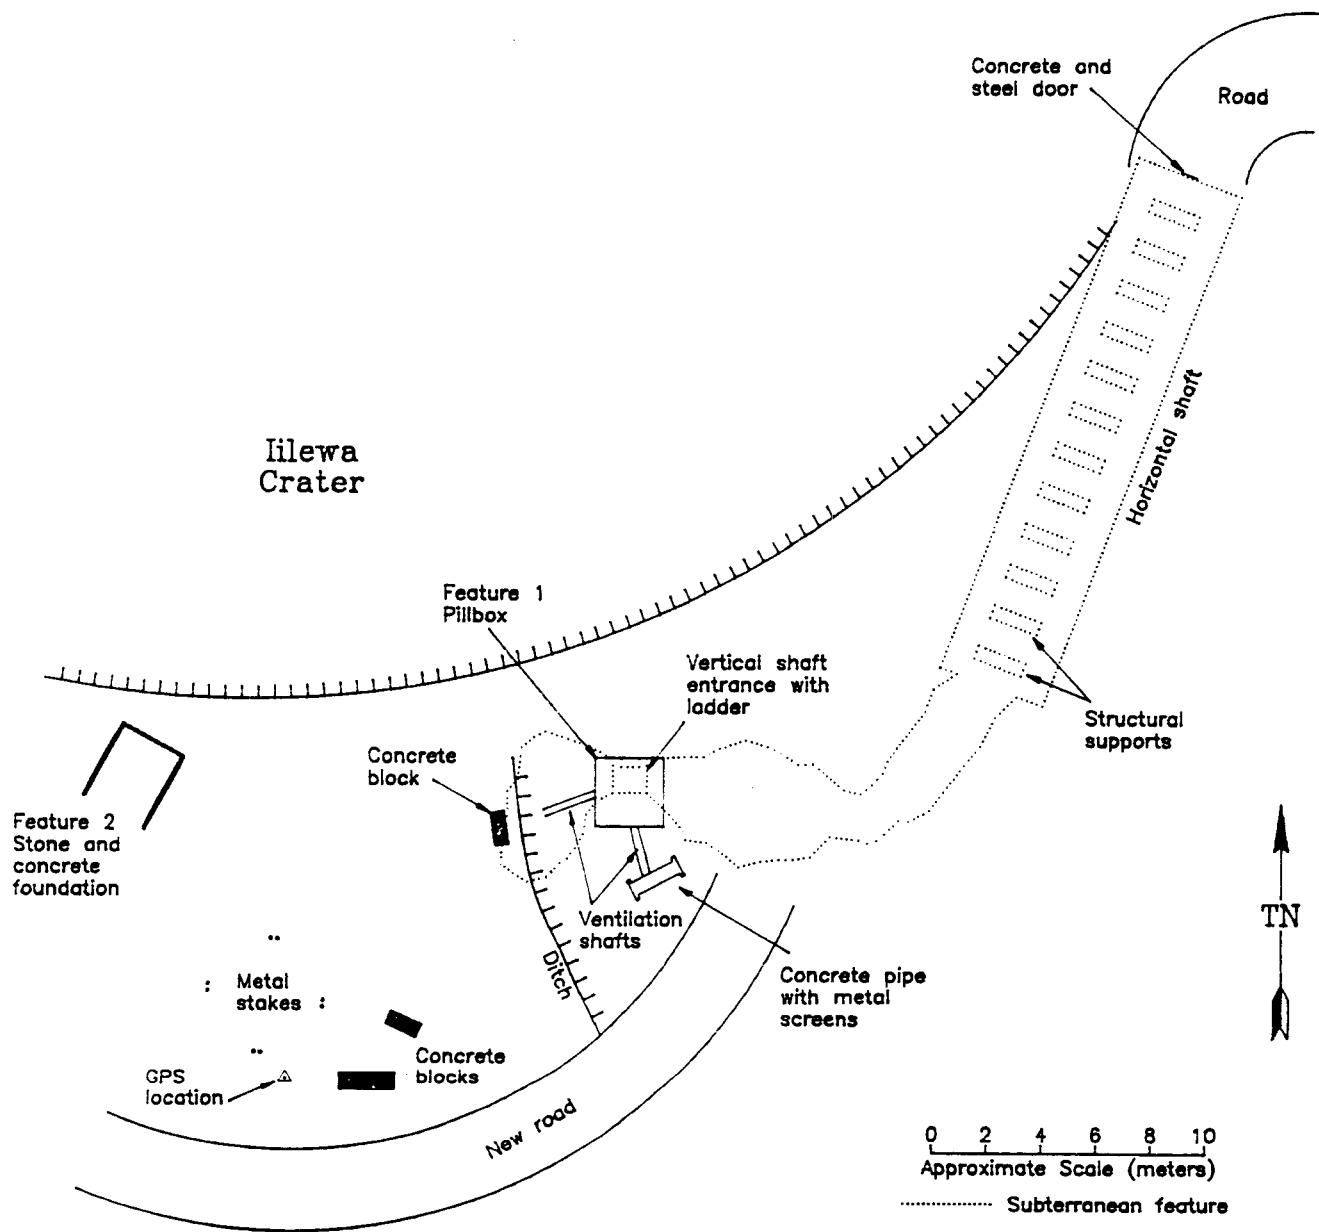 Concrete and
steel door
Road
Iilewa
Crater
Horizontal shaft
Feature 1
Pillbox
Vertical shaft
entrance with
ladder
Structural
supports
Concrete
block
Feature 2
Stone and
concrete
foundation
Ventilation
shafts
Ditch
TN
Metal
stakes
Concrete pipe
with metal
screens
Concrete
blocks
GPS
location
New road
0 2 4 6 8 10
Approximate Scale (meters)
Subterranean feature